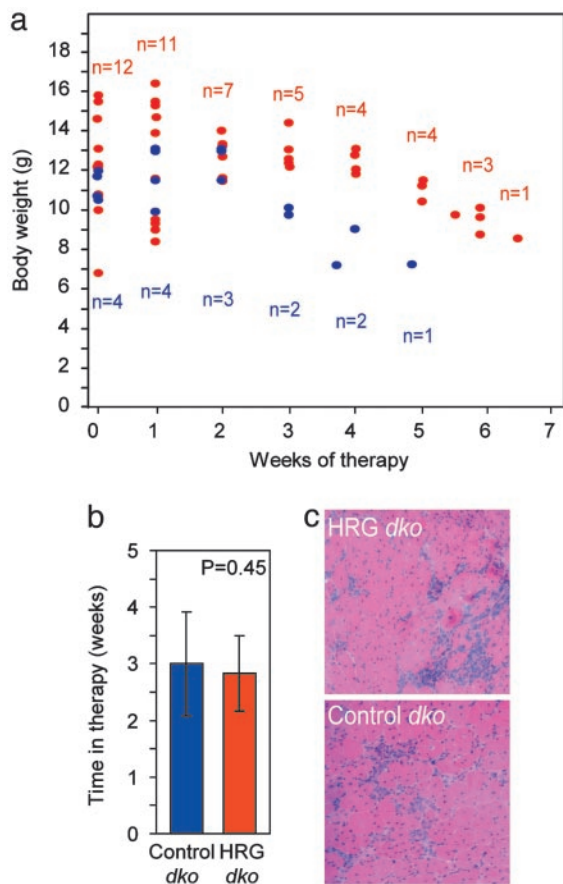 a
Body weight (g)
18
16
14
12
10
8
6
4
2
0
n=12
n=11
n=7
n=5
n=4
n=4
n=3
n=1
n=4
n=4
n=3
n=2
n=2
n=1
0 1 2 3 4 5 6 7
Weeks of therapy
b
Time in therapy (weeks)
5
4
3
2
1
0
P=0.45
Control HRG
dko dko
c
HRG dko
Control dko